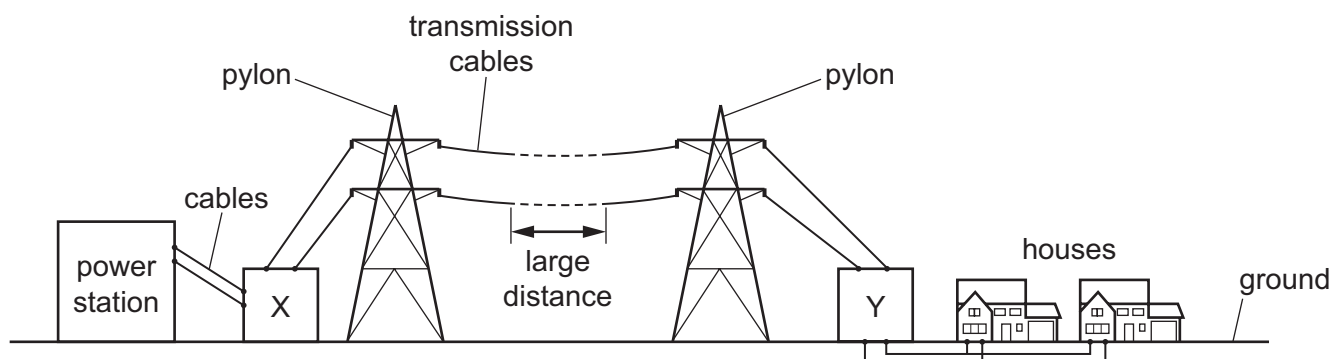 transmission
cables
pylon
pylon
cables
power
station
X
large
distance
Y
houses
ground